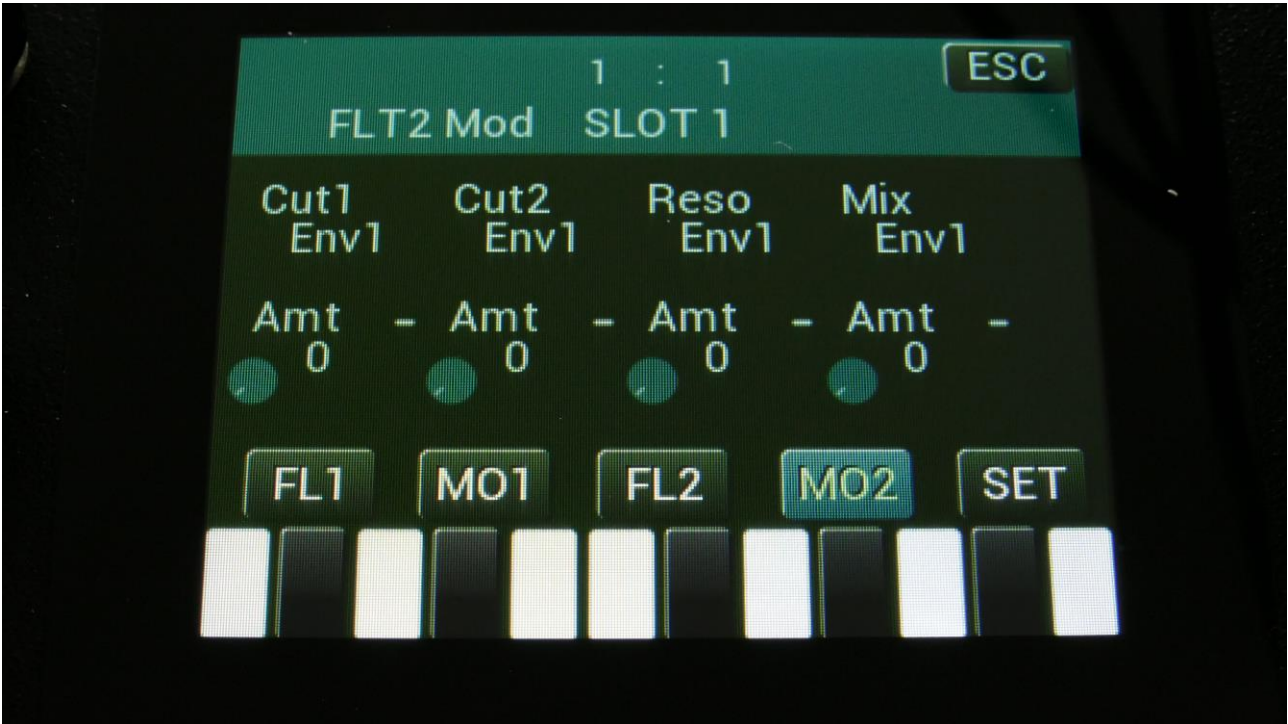 1 : 1 ESC
FLT2 Mod SLOT 1
Cut1 Cut2 Reso Mix
Env1 Env1 Env1 Env1
Amt - Amt - Amt - Amt -
0 0 0 0
FL1 MO1 FL2 MO2 SET